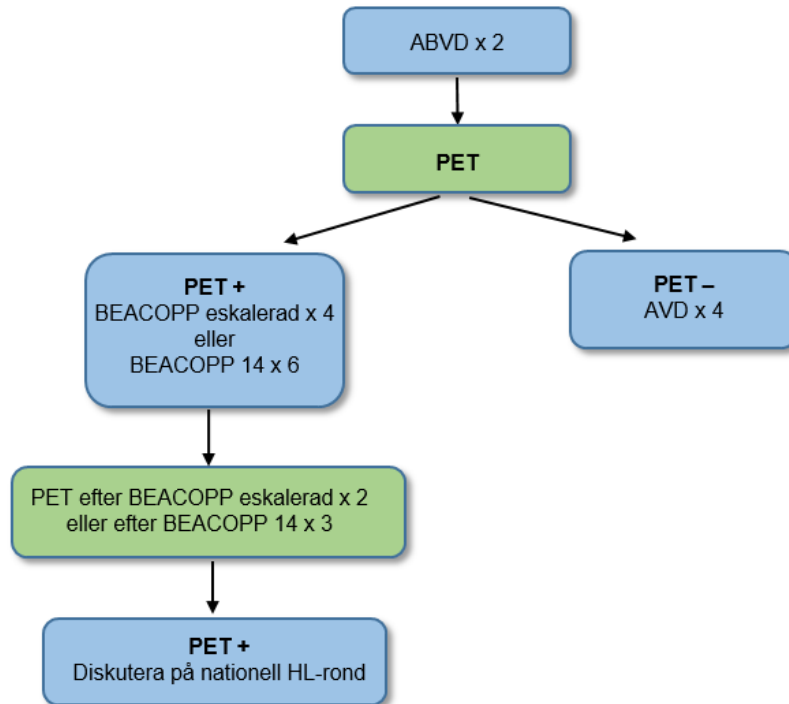 ABVD x 2
PET
PET +
BEACOPP eskalerad x 4
eller
BEACOPP 14 x 6
PET –
AVD x 4
PET efter BEACOPP eskalerad x 2
eller efter BEACOPP 14 x 3
PET +
Diskutera på nationell HL-rond